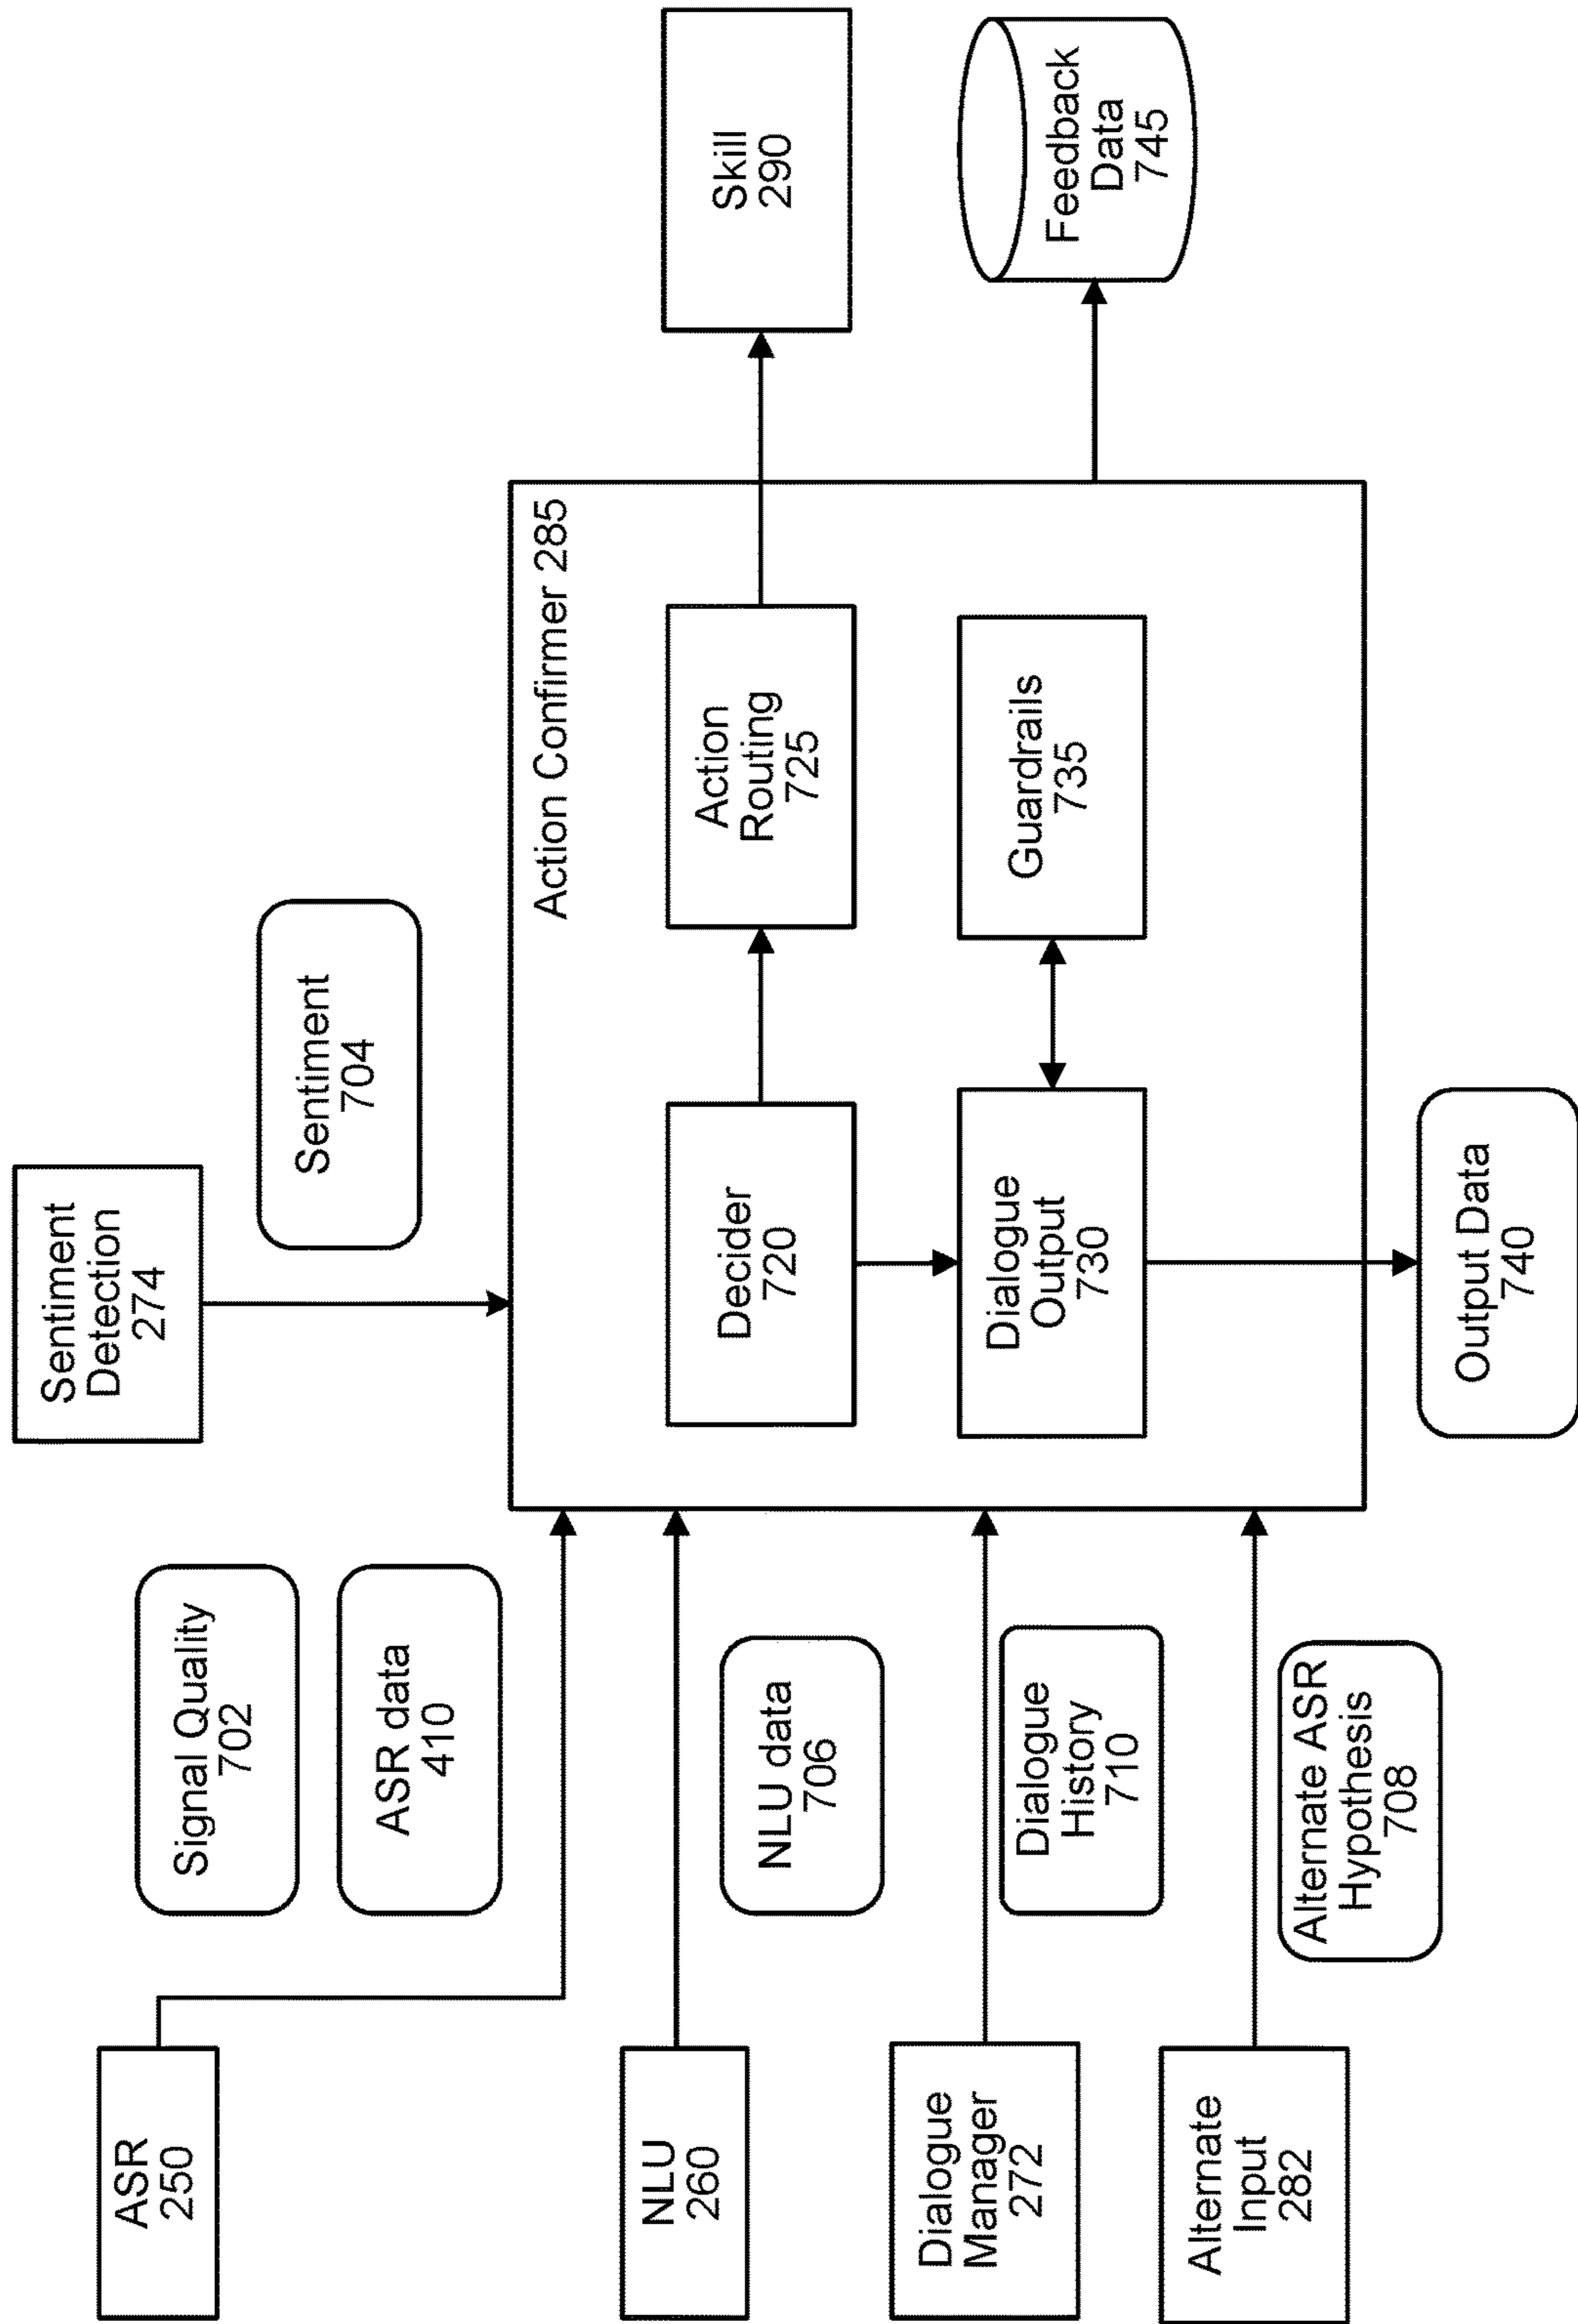 ASR
250
Signal Quality
702
ASR data
410
Sentiment
Detection
274
Sentiment
704
NLU
260
NLU data
706
Dialogue
Manager
272
Dialogue
History
710
Alternate
Input
282
Alternate ASR
Hypothesis
708
Action Confirmer 285
Decider
720
Action
Routing
725
Dialogue
Output
730
Guardrails
735
Skill
290
Feedback
Data
745
Output Data
740